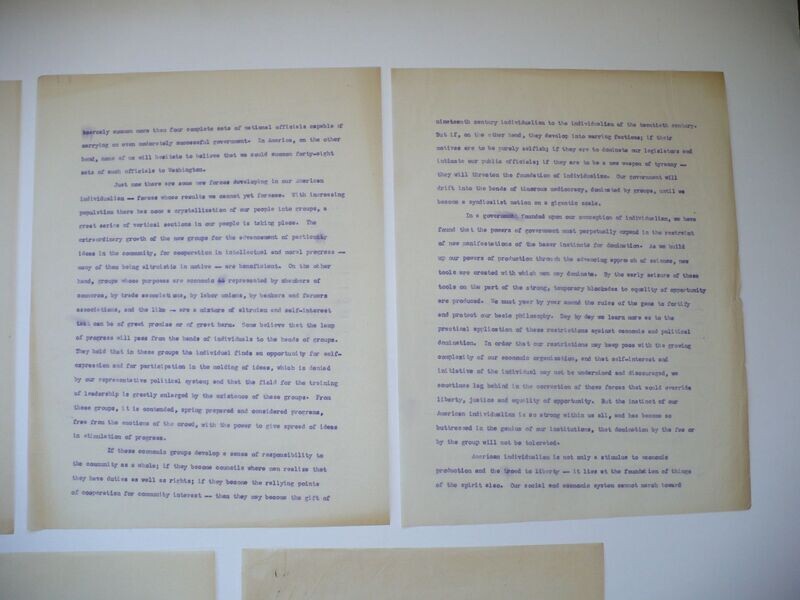 scarcely summon more than four complete sets of national officials capable of
carrying on even moderately successful government. In America, on the other
hand, none of us will hesitate to believe that we could summon forty-eight
sets of such officials to Washington.
Just now there are some new forces developing in our American
individualism -- forces whose results we cannot yet foresee. With increasing
population there has come a crystallization of our people into groups, a
great series of vertical sections in our people is taking place. The
extraordinary growth of the new groups for the advancement of particular
ideas in the community, for cooperation in intellectual and moral progress --
many of them being altruistic in motive -- are beneficent. On the other
hand, groups whose purposes are economic as represented by chambers of
commerce, by trade associations, by labor unions, by bankers and farmers
associations, and the like -- are a mixture of altruism and self-interest
that can be of great promise or of great harm. Some believe that the lamp
of progress will pass from the hands of individuals to the hands of groups.
They hold that in these groups the individual finds an opportunity for self-
expression and for participation in the molding of ideas, which is denied
by our representative political system; and that the field for the training
of leadership is greatly enlarged by the existence of these groups. From
these groups, it is contended, spring prepared and considered programs,
free from the emotions of the crowd, with the power to give spread of ideas
in stimulation of progress.
If these economic groups develop a sense of responsibility to
the community as a whole; if they become councils where men realize that
they have duties as well as rights; if they become the rallying points
of cooperation for community interest -- then they may become the gift of
nineteenth century individualism to the individualism of the twentieth century.
But if, on the other hand, they develop into warring factions; if their
motives are to be purely selfish; if they are to dominate our legislators and
intimate our public officials; if they are to be a new weapon of tyranny --
they will threaten the foundation of individualism. Our government will
drift into the hands of timorous mediocracy, dominated by groups, until we
become a syndicalist nation on a gigantic scale.
In a government founded upon our conception of individualism, we have
found that the powers of government must perpetually expend in the restraint
of new manifestations of the baser instincts for domination. As we build
up our powers of production through the advancing approach of science, new
tools are created with which men may dominate. By the early seizure of these
tools on the part of the strong, temporary blockades to equality of opportunity
are produced. We must year by year amend the rules of the game to fortify
and protect our basic philosophy. Day by day we learn more as to the
practical application of these restrictions against economic and political
domination. In order that our restrictions may keep pace with the growing
complexity of our economic organization, and that self-interest and
initiative of the individual may not be undermined and discouraged, we
sometimes lag behind in the correction of those forces that would override
liberty, justice and equality of opportunity. But the instinct of our
American individualism is so strong within us all, and has become so
buttressed in the genius of our institutions, that domination by the few or
by the group will not be tolerated.
American individualism is not only a stimulus to economic
production and the road to liberty -- it lies at the foundation of things
of the spirit also. Our social and economic system cannot march toward